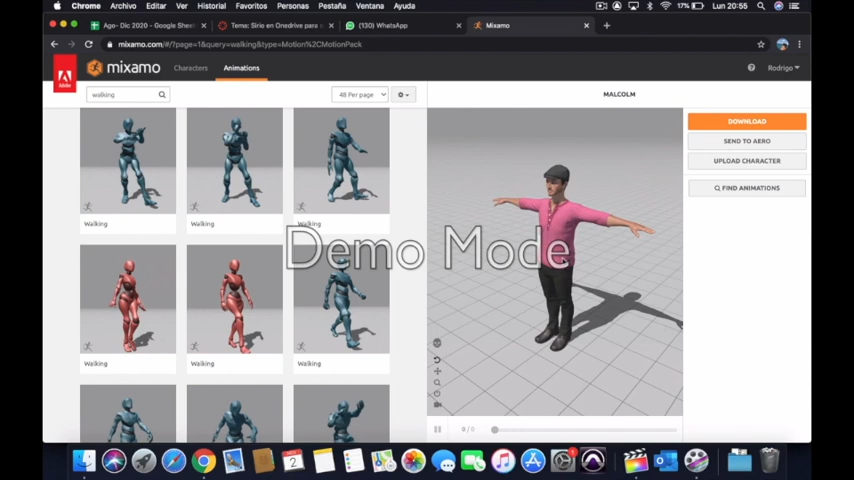 Chrome Archivo Editar Ver Historial Favoritos Personas Pestaña Ventana Ayuda 17% Lun 20:55
Ago- Dic 2020 - Google Shee
Tema: Sirio en Onedrive para s
(130) WhatsApp
Mixamo
mixamo.com/#/?page=1&query=walking&type=Motion%2CMotionPack
Adobe
mixamo Characters Animations Rodrigo
walking 48 Per page
MALCOLM
DOWNLOAD
SEND TO AERO
UPLOAD CHARACTER
FIND ANIMATIONS
Walking Walking Walking
Demo Mode
Walking Walking Walking
0 / 0
NOV
2